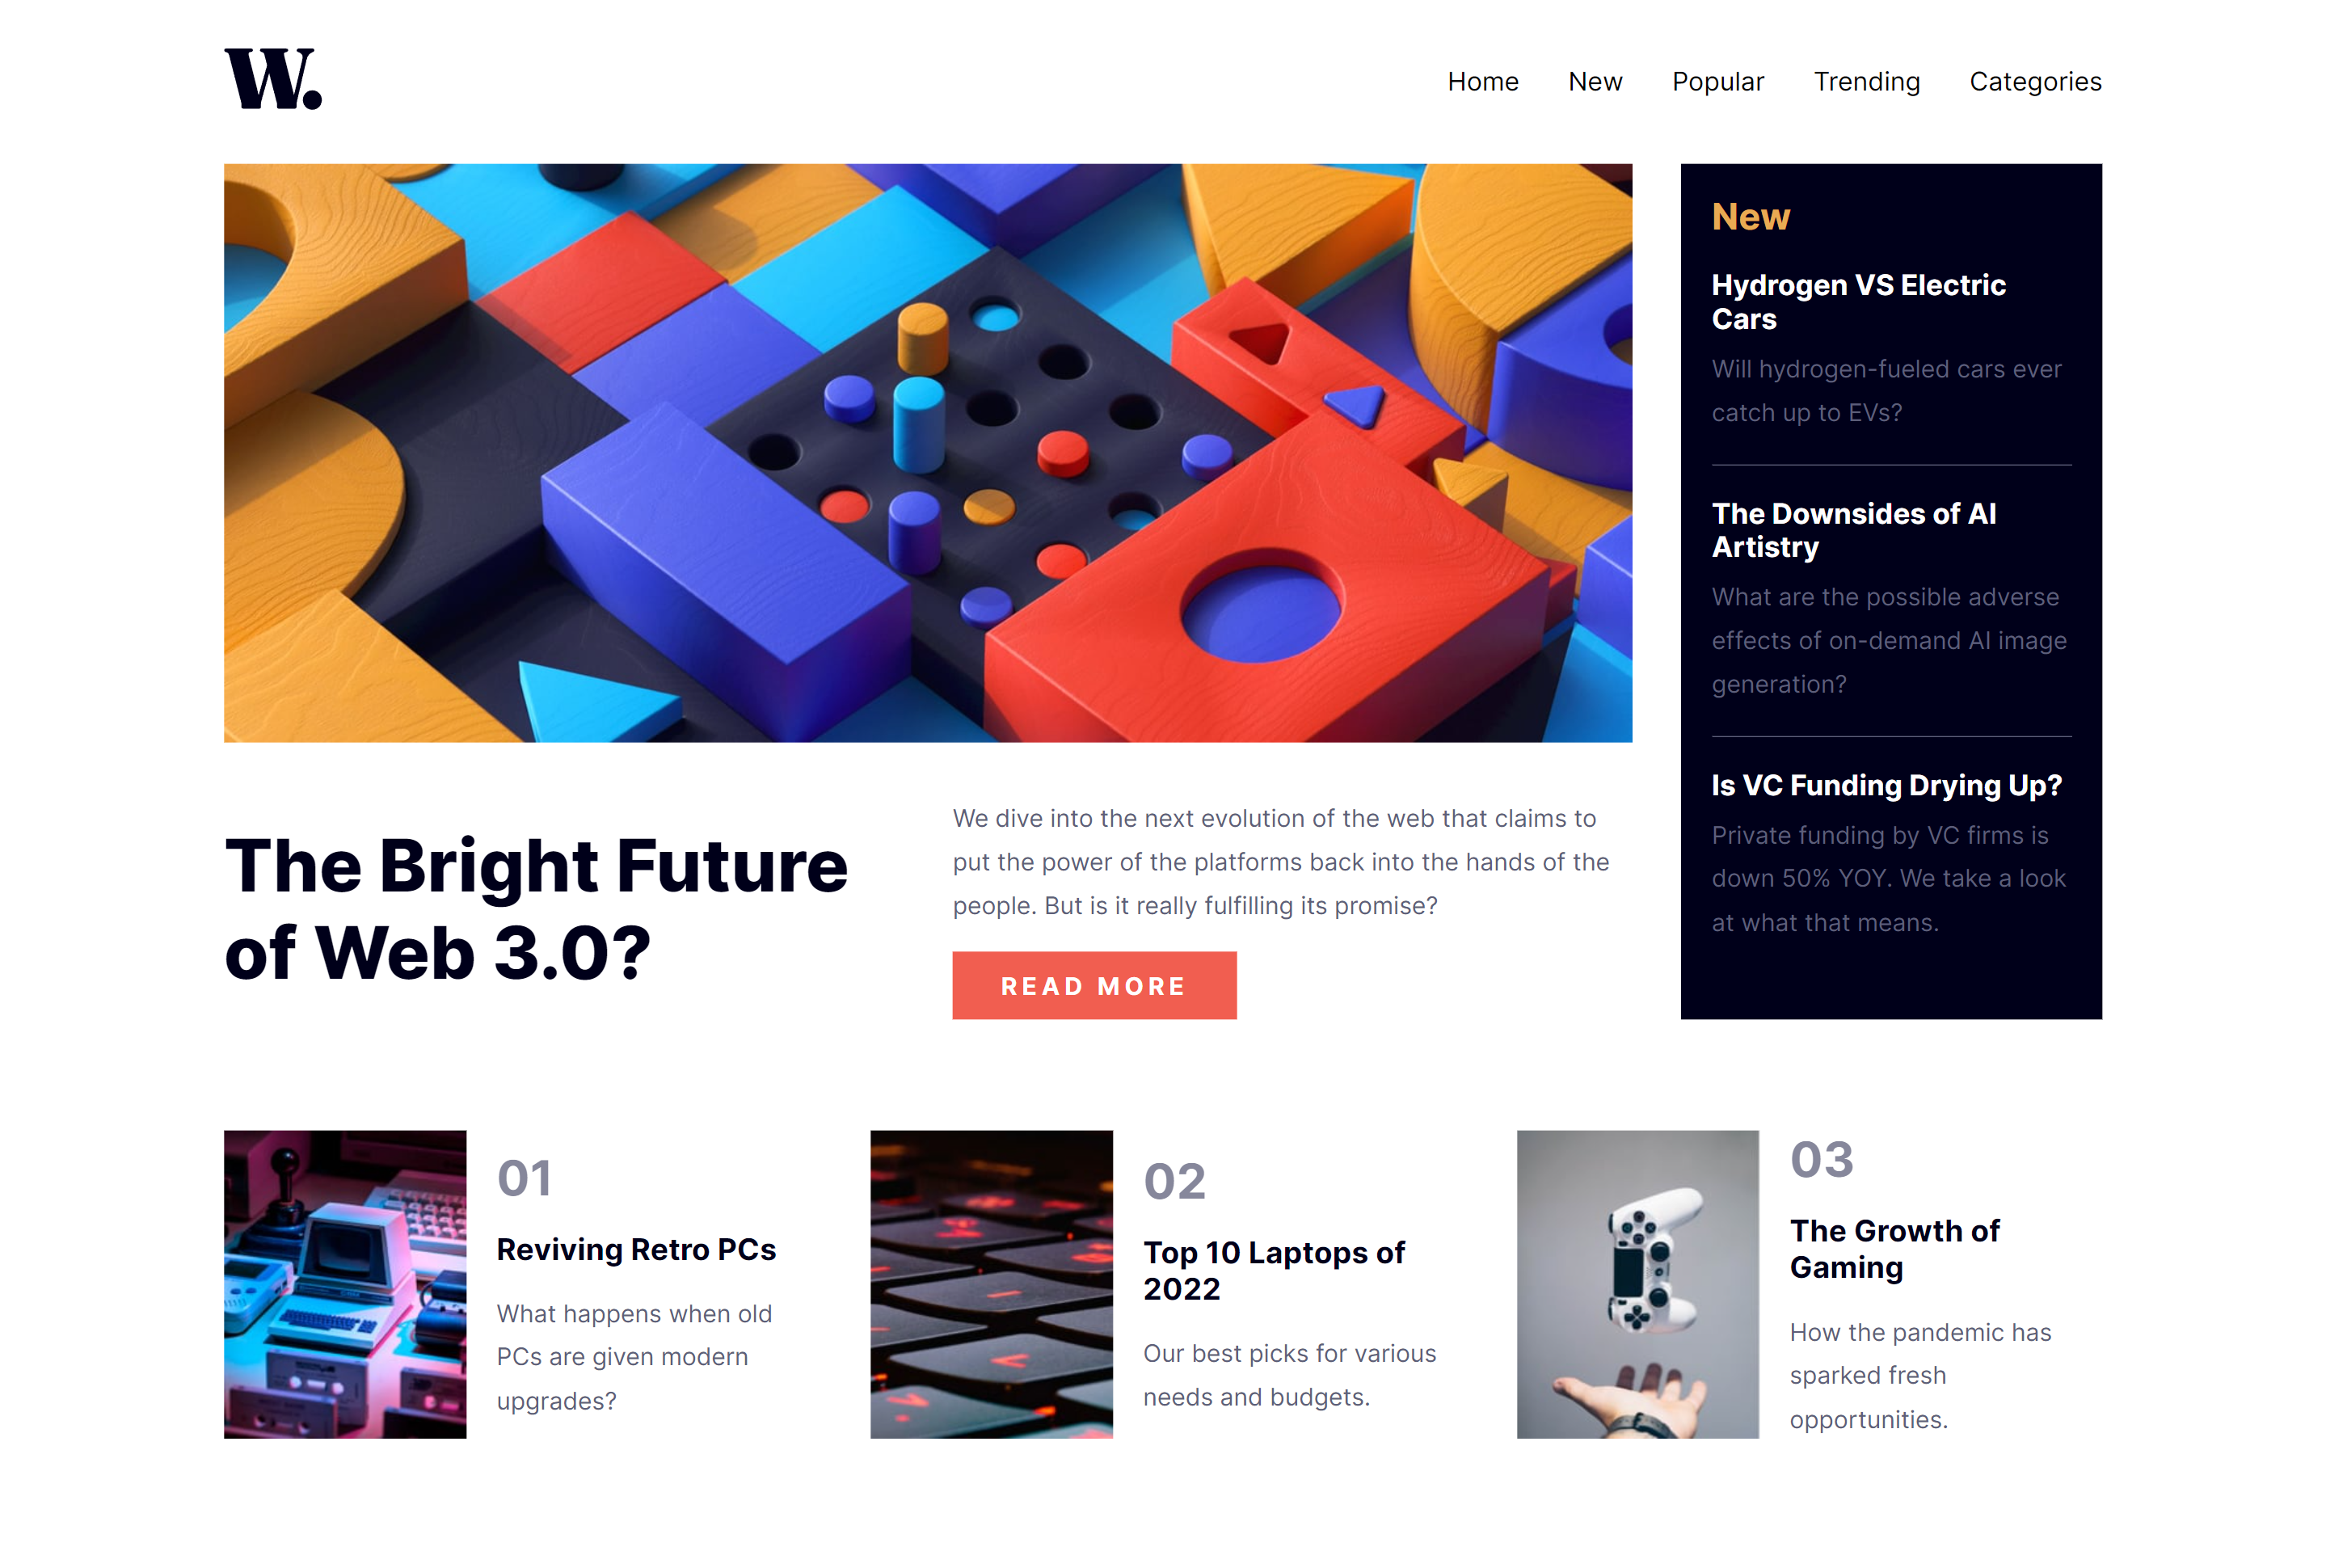 W.
Home New Popular Trending Categories
New
Hydrogen VS Electric
Cars
Will hydrogen-fueled cars ever
catch up to EVs?
The Downsides of AI
Artistry
What are the possible adverse
effects of on-demand AI image
generation?
Is VC Funding Drying Up?
Private funding by VC firms is
down 50% YOY. We take a look
at what that means.
The Bright Future
of Web 3.0?
We dive into the next evolution of the web that claims to
put the power of the platforms back into the hands of the
people. But is it really fulfilling its promise?
READ MORE
01
Reviving Retro PCs
What happens when old
PCs are given modern
upgrades?
02
Top 10 Laptops of
2022
Our best picks for various
needs and budgets.
03
The Growth of
Gaming
How the pandemic has
sparked fresh
opportunities.